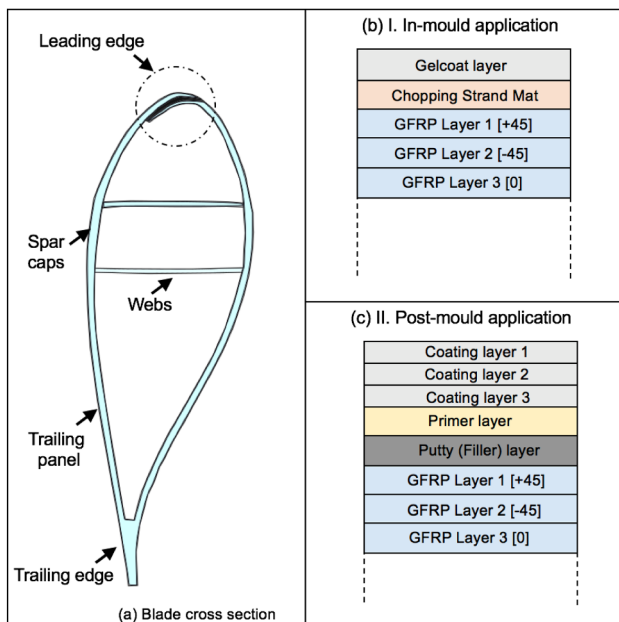 Leading edge
Spar
caps
Webs
Trailing
panel
Trailing edge
(a) Blade cross section
(b) I. In-mould application
Gelcoat layer
Chopping Strand Mat
GFRP Layer 1 [+45]
GFRP Layer 2 [-45]
GFRP Layer 3 [0]
(c) II. Post-mould application
Coating layer 1
Coating layer 2
Coating layer 3
Primer layer
Putty (Filler) layer
GFRP Layer 1 [+45]
GFRP Layer 2 [-45]
GFRP Layer 3 [0]